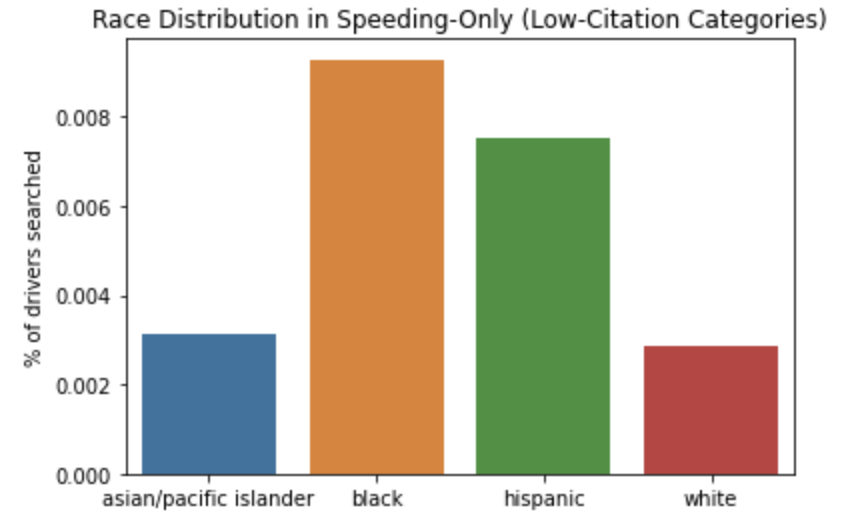 Race Distribution in Speeding-Only (Low-Citation Categories)
% of drivers searched
0.008
0.006
0.004
0.002
0.000
asian/pacific islander black hispanic white